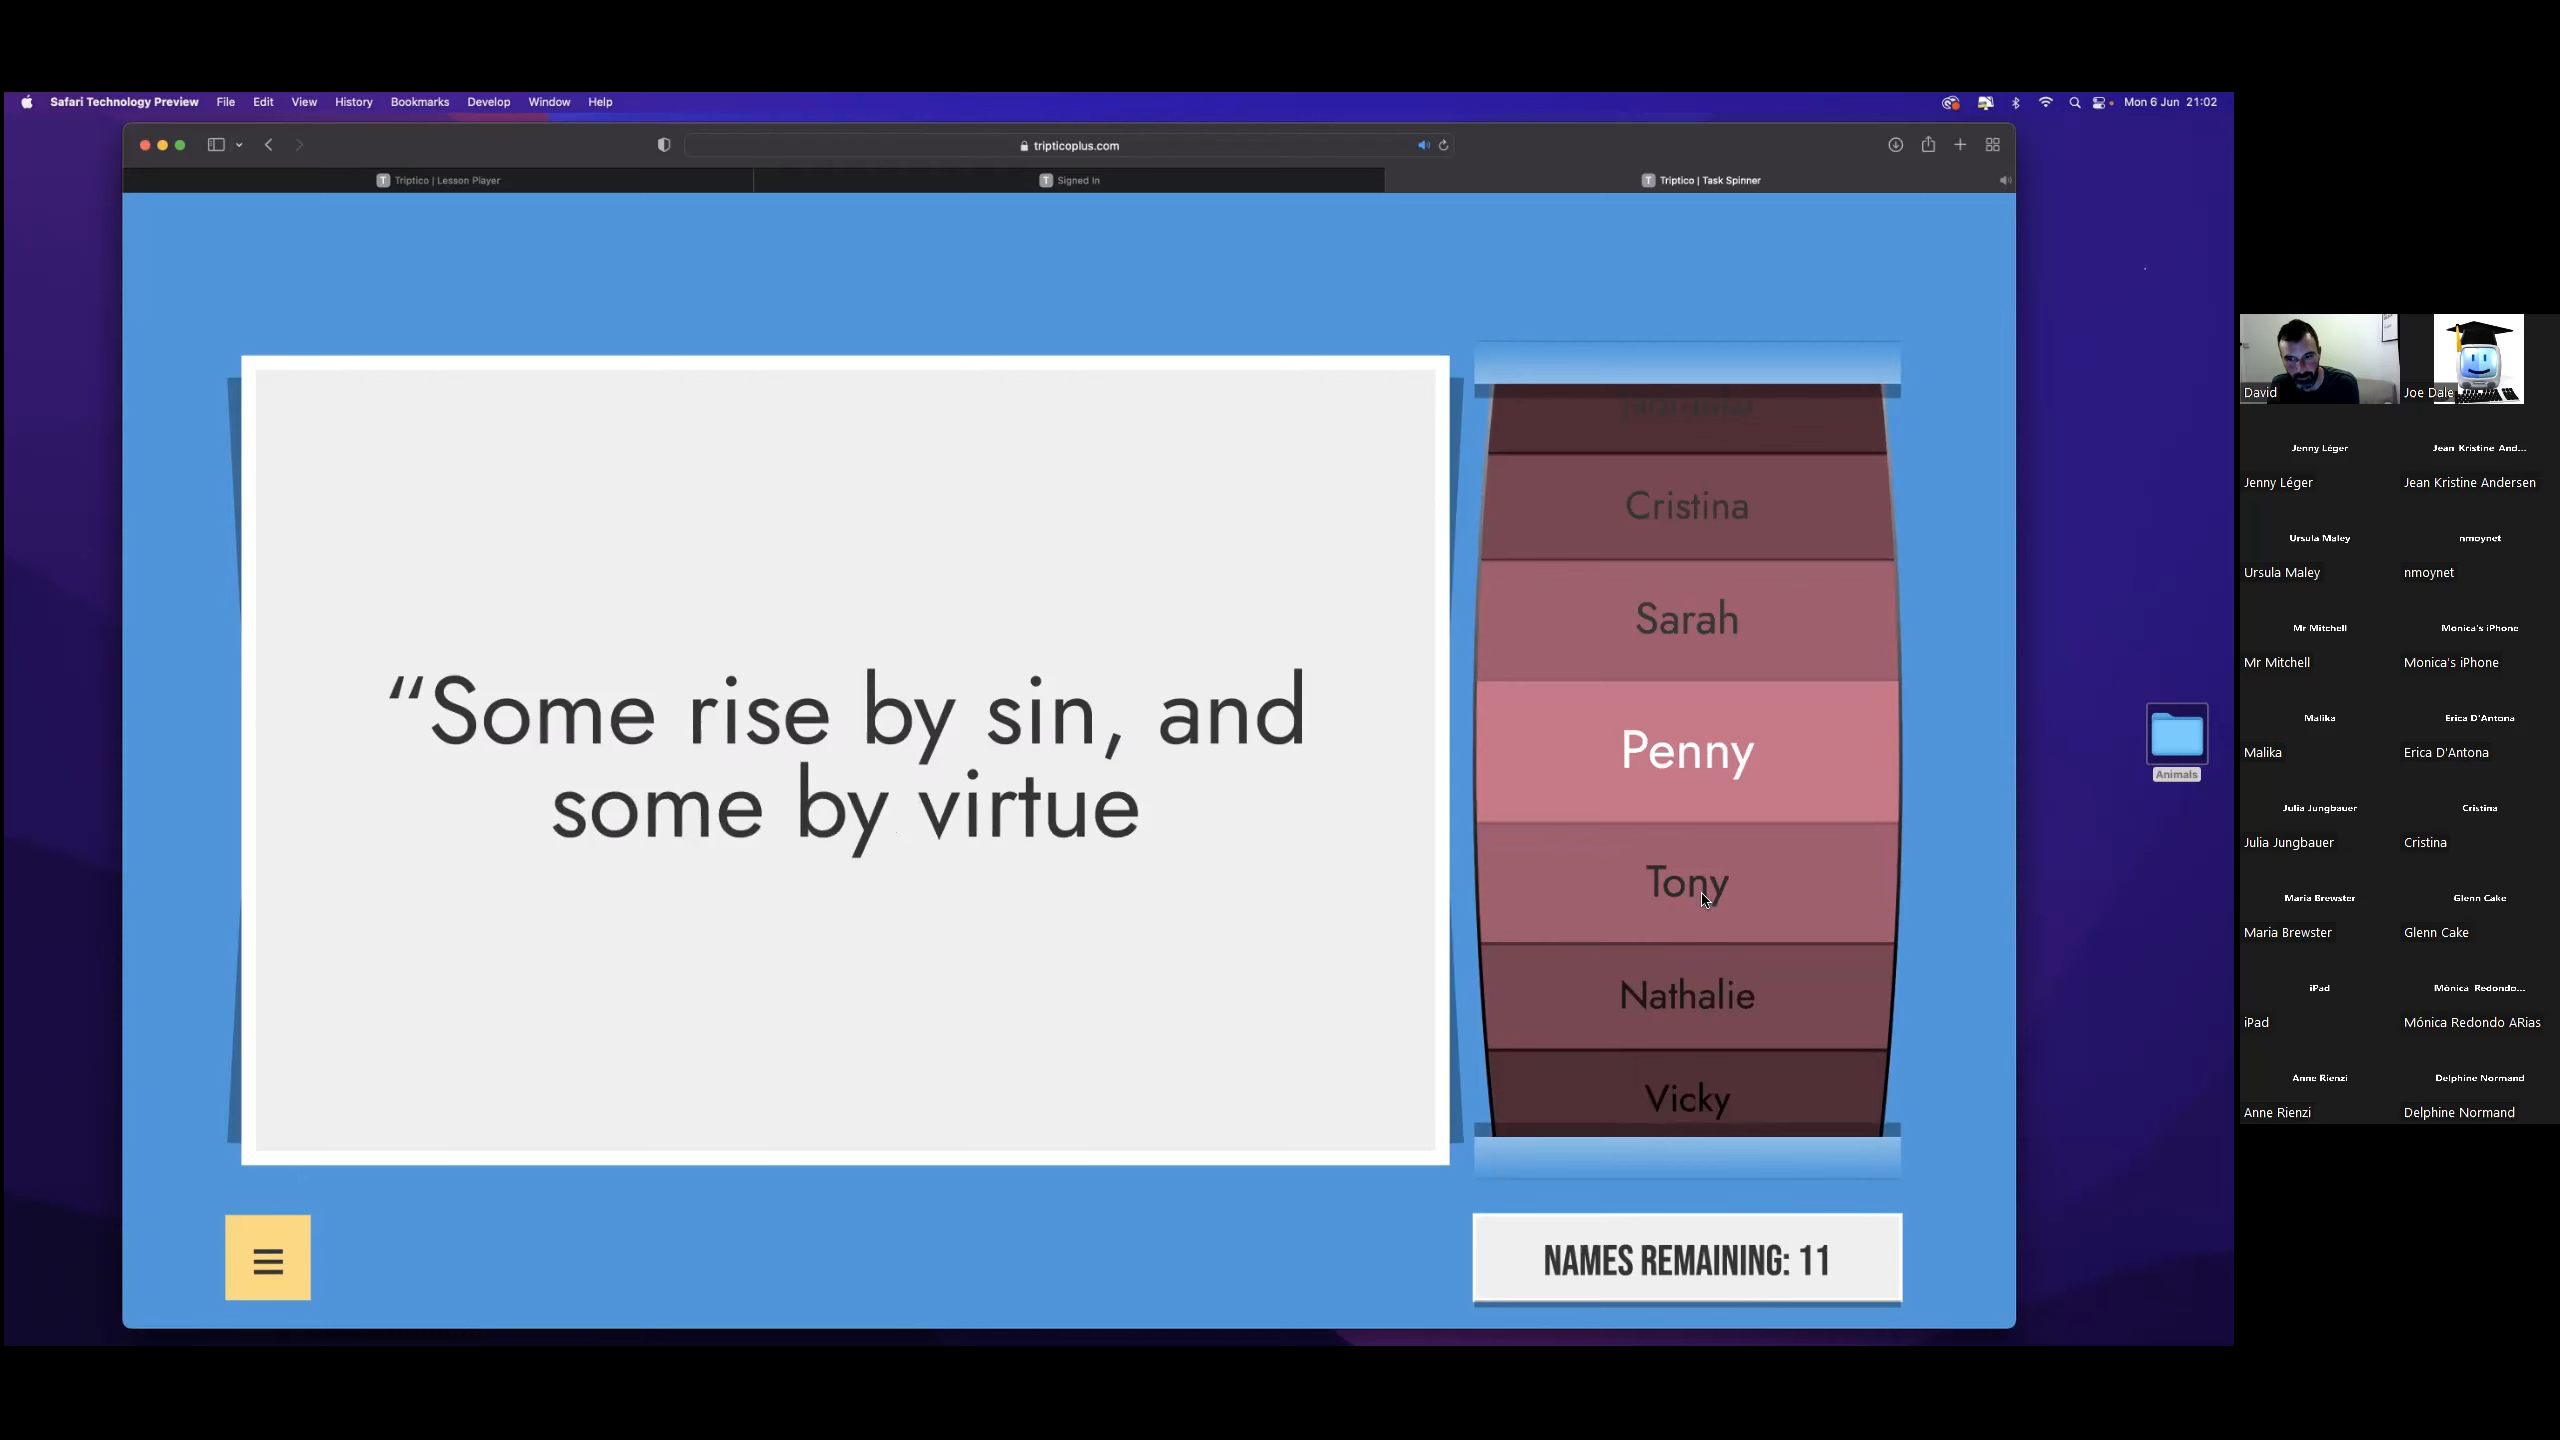 Safari Technology Preview File Edit View History Bookmarks Develop Window Help
Mon 6 Jun 21:02
tripticoplus.com
T Triptico | Lesson Player
T Signed In
T Triptico | Task Spinner
“Some rise by sin, and
some by virtue
Cristina
Sarah
Penny
Tony
Nathalie
Vicky
NAMES REMAINING: 11
Animals
David
Joe Dale
Jenny Léger
Jean Kristine And...
Jenny Léger
Jean Kristine Andersen
Ursula Maley
nmoynet
Ursula Maley
nmoynet
Mr Mitchell
Monica's iPhone
Mr Mitchell
Monica's iPhone
Malika
Erica D'Antona
Malika
Erica D'Antona
Julia Jungbauer
Cristina
Julia Jungbauer
Cristina
Maria Brewster
Glenn Cake
Maria Brewster
Glenn Cake
iPad
Mónica Redondo...
iPad
Mónica Redondo ARias
Anne Rienzi
Delphine Normand
Anne Rienzi
Delphine Normand